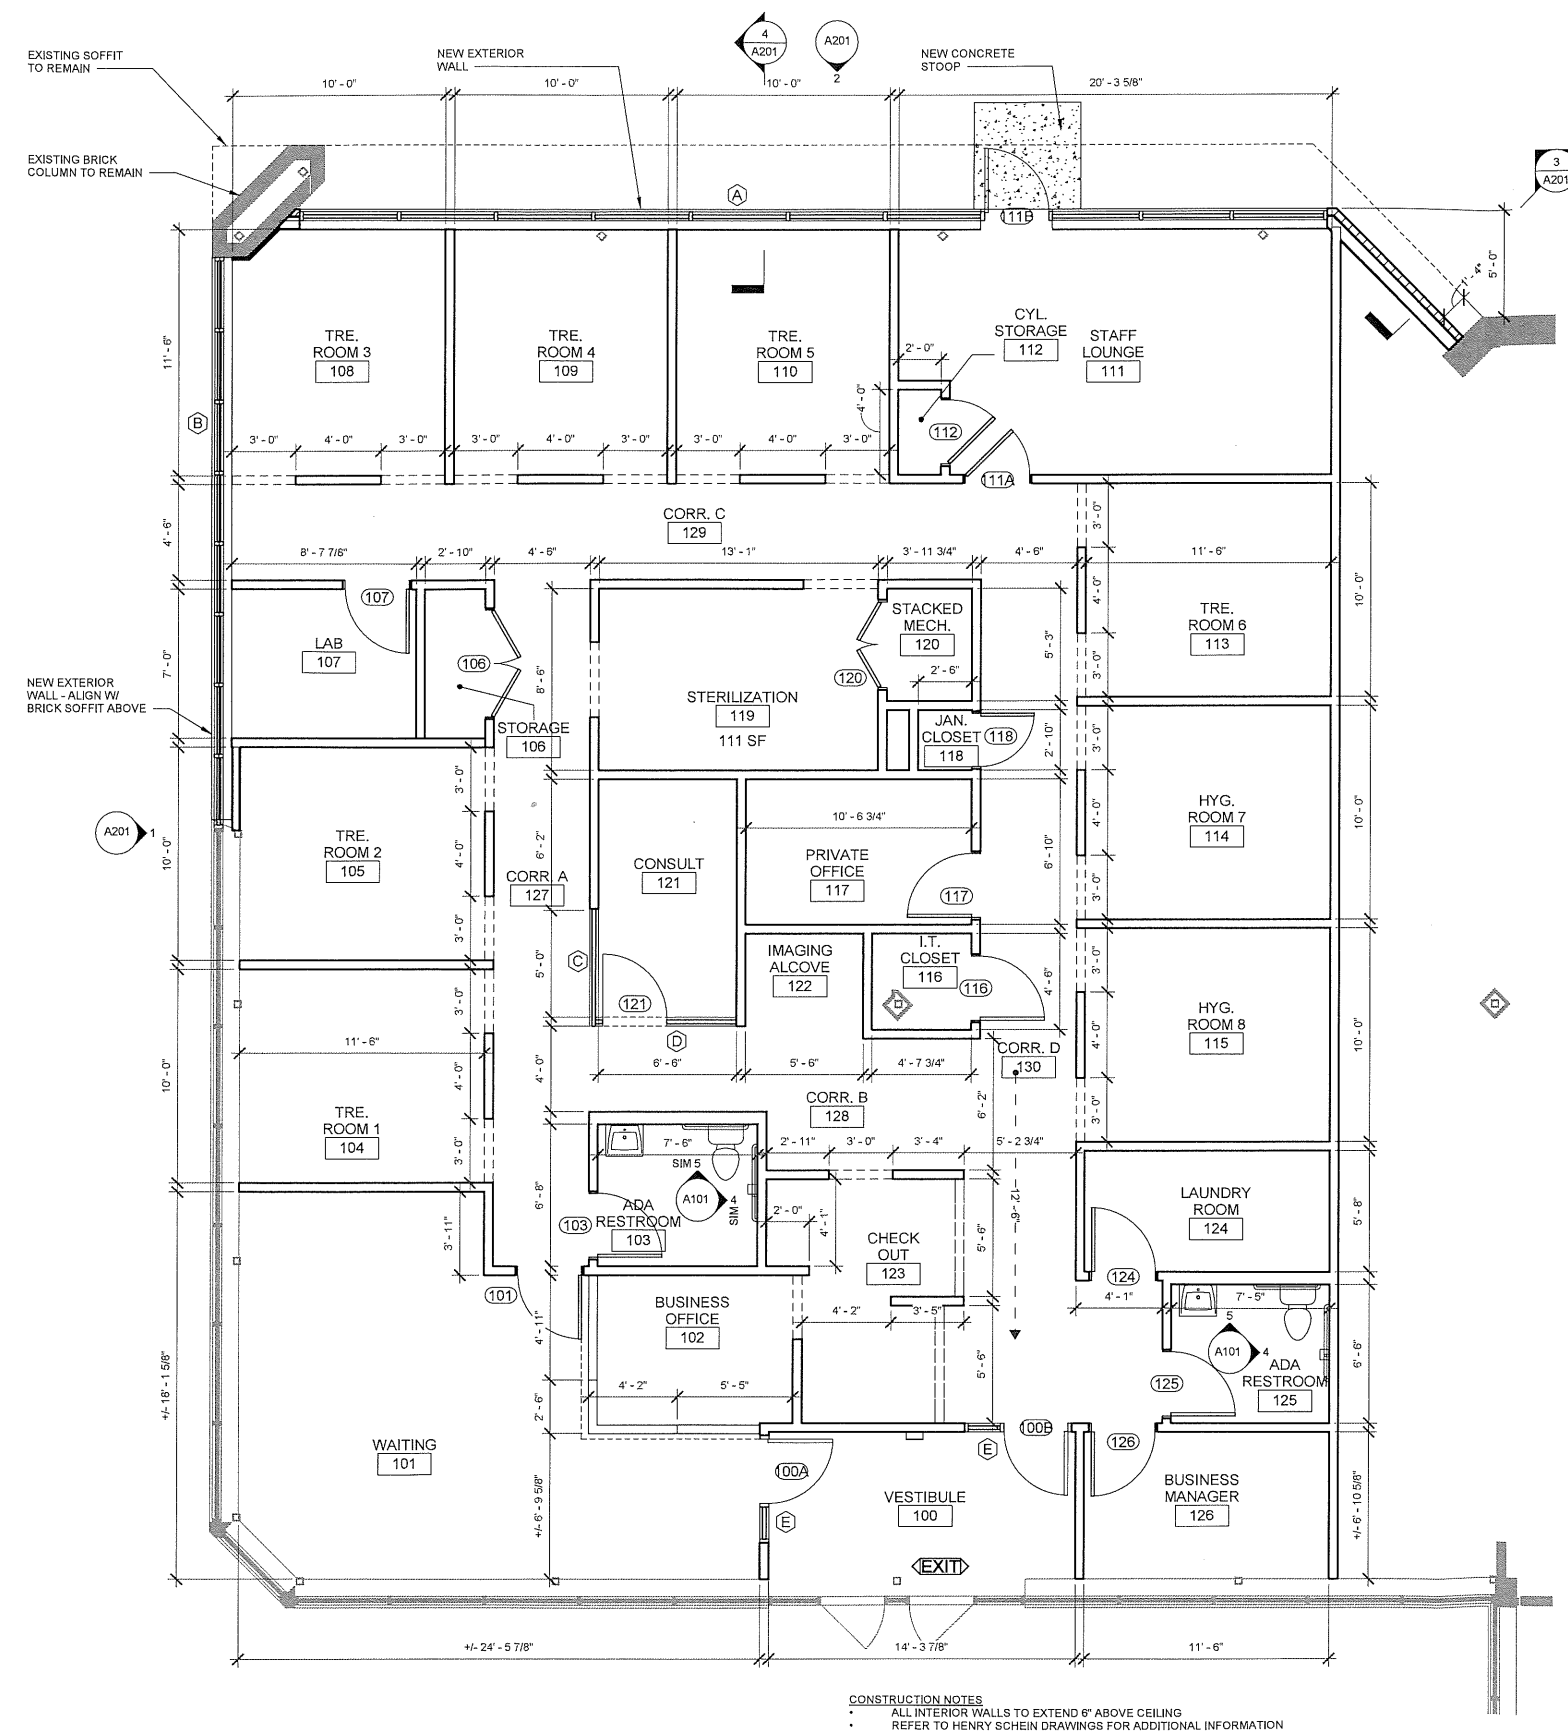 4
A201
A201
2
EXISTING SOFFIT
TO REMAIN
NEW EXTERIOR
WALL
NEW CONCRETE
STOOP
10' - 0"
10' - 0"
10' - 0"
20' - 3 5/8"
EXISTING BRICK
COLUMN TO REMAIN
3
A201
A
111B
5' - 0"
1' - 4"
11' - 6"
TRE.
ROOM 3
108
TRE.
ROOM 4
109
TRE.
ROOM 5
110
CYL.
STORAGE
112
STAFF
LOUNGE
111
2' - 0"
4' - 0"
B
112
3' - 0"
4' - 0"
3' - 0"
3' - 0"
4' - 0"
3' - 0"
3' - 0"
4' - 0"
3' - 0"
111A
CORR. C
129
4' - 6"
8' - 7 7/8"
2' - 10"
4' - 6"
13' - 1"
3' - 11 3/4"
4' - 6"
11' - 6"
3' - 0"
4' - 0"
3' - 0"
10' - 0"
107
LAB
107
7' - 0"
106
STORAGE
106
8' - 6"
STERILIZATION
119
111 SF
STACKED
MECH.
120
120
2' - 6"
5' - 3"
TRE.
ROOM 6
113
NEW EXTERIOR
WALL - ALIGN W/
BRICK SOFFIT ABOVE
JAN.
CLOSET
118
118
2' - 10"
3' - 0"
4' - 0"
3' - 0"
10' - 0"
HYG.
ROOM 7
114
A201
1
10' - 0"
TRE.
ROOM 2
105
3' - 0"
4' - 0"
3' - 0"
CORR. A
127
6' - 2"
CONSULT
121
10' - 6 3/4"
PRIVATE
OFFICE
117
117
6' - 10"
C
5' - 0"
121
D
IMAGING
ALCOVE
122
I.T.
CLOSET
116
116
4' - 6"
3' - 0"
4' - 0"
3' - 0"
10' - 0"
HYG.
ROOM 8
115
11' - 6"
10' - 0"
TRE.
ROOM 1
104
3' - 0"
4' - 0"
3' - 0"
4' - 0"
6' - 6"
5' - 6"
4' - 7 3/4"
CORR. D
130
CORR. B
128
6' - 2"
7' - 6"
2' - 11"
3' - 0"
3' - 4"
5' - 2 3/4"
SIM 5
A101
4
SIM
6' - 8"
103
ADA
RESTROOM
103
2' - 0"
4' - 1"
CHECK
OUT
123
5' - 6"
12' - 6"
LAUNDRY
ROOM
124
5' - 8"
3' - 11"
101
124
4' - 11"
BUSINESS
OFFICE
102
4' - 2"
3' - 5"
4' - 1"
7' - 5"
5
A101
4
ADA
RESTROOM
125
125
6' - 6"
5' - 6"
4' - 2"
5' - 5"
2' - 6"
+/- 16' - 1 5/8"
WAITING
101
100A
E
100B
E
126
+/- 6' - 9 5/8"
VESTIBULE
100
EXIT
BUSINESS
MANAGER
126
+/- 6' - 10 5/8"
+/- 24' - 5 7/8"
14' - 3 7/8"
11' - 6"
CONSTRUCTION NOTES
• ALL INTERIOR WALLS TO EXTEND 6" ABOVE CEILING
• REFER TO HENRY SCHEIN DRAWINGS FOR ADDITIONAL INFORMATION